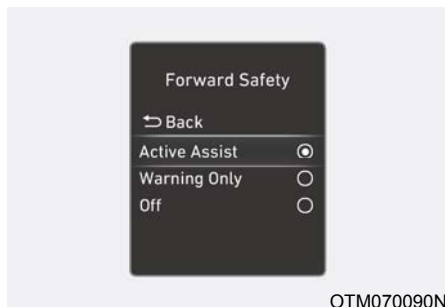 Forward Safety
Back
Active Assist
Warning Only
Off
OTM070090N